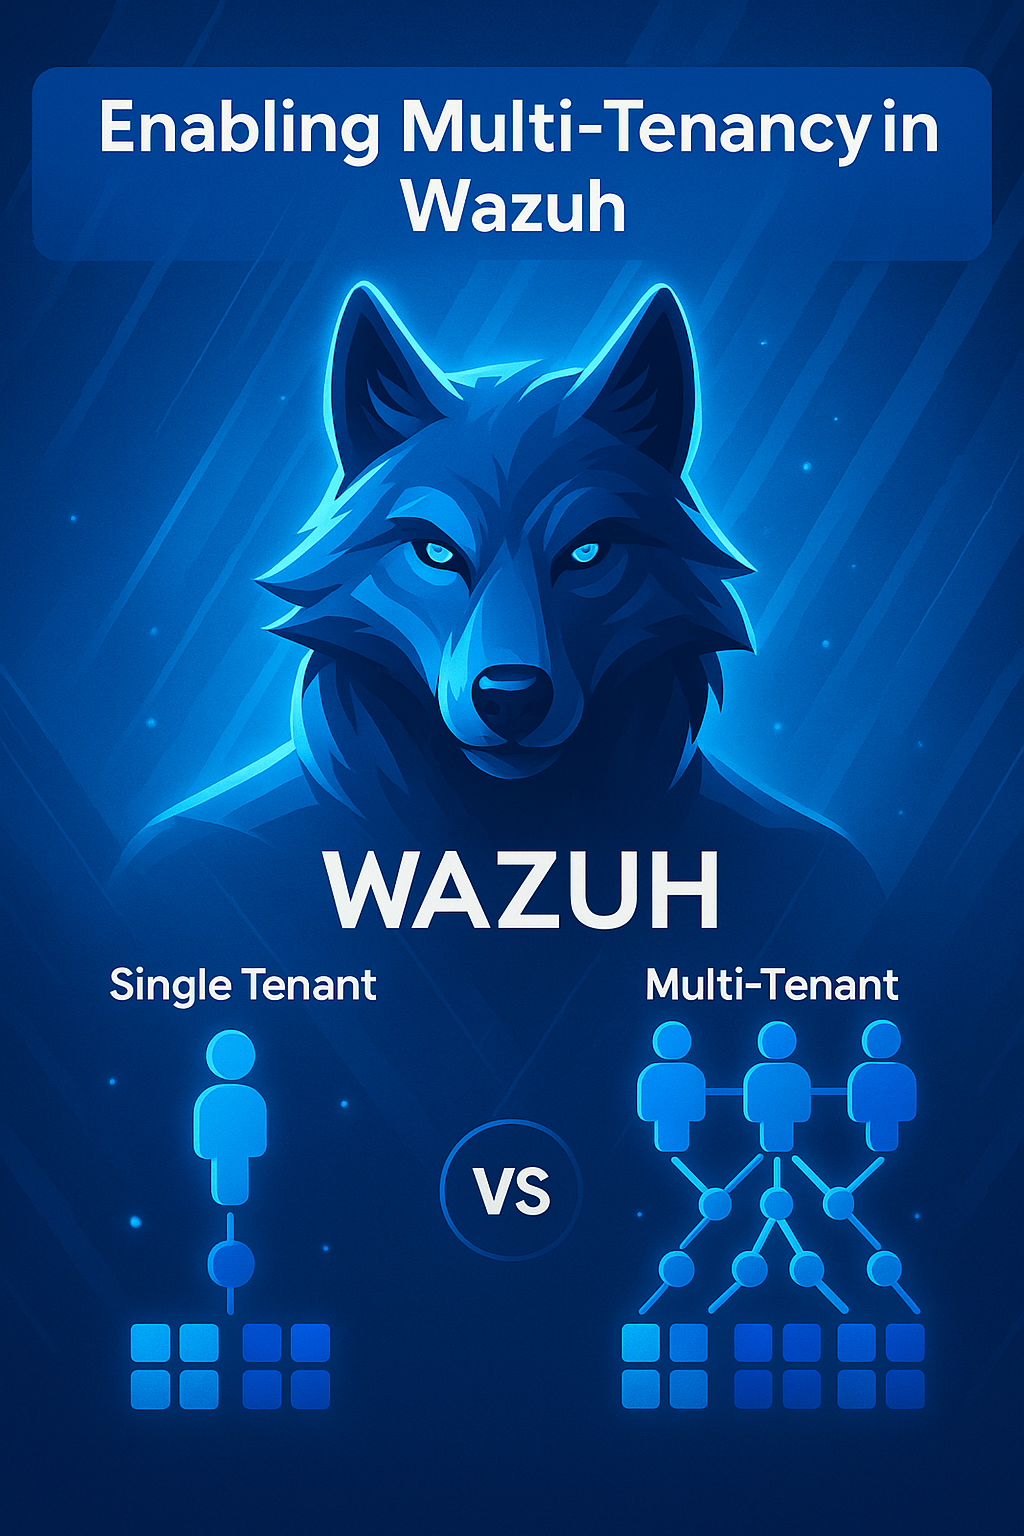 Enabling Multi-Tenancy in
Wazuh
WAZUH
Single Tenant
Multi-Tenant
VS